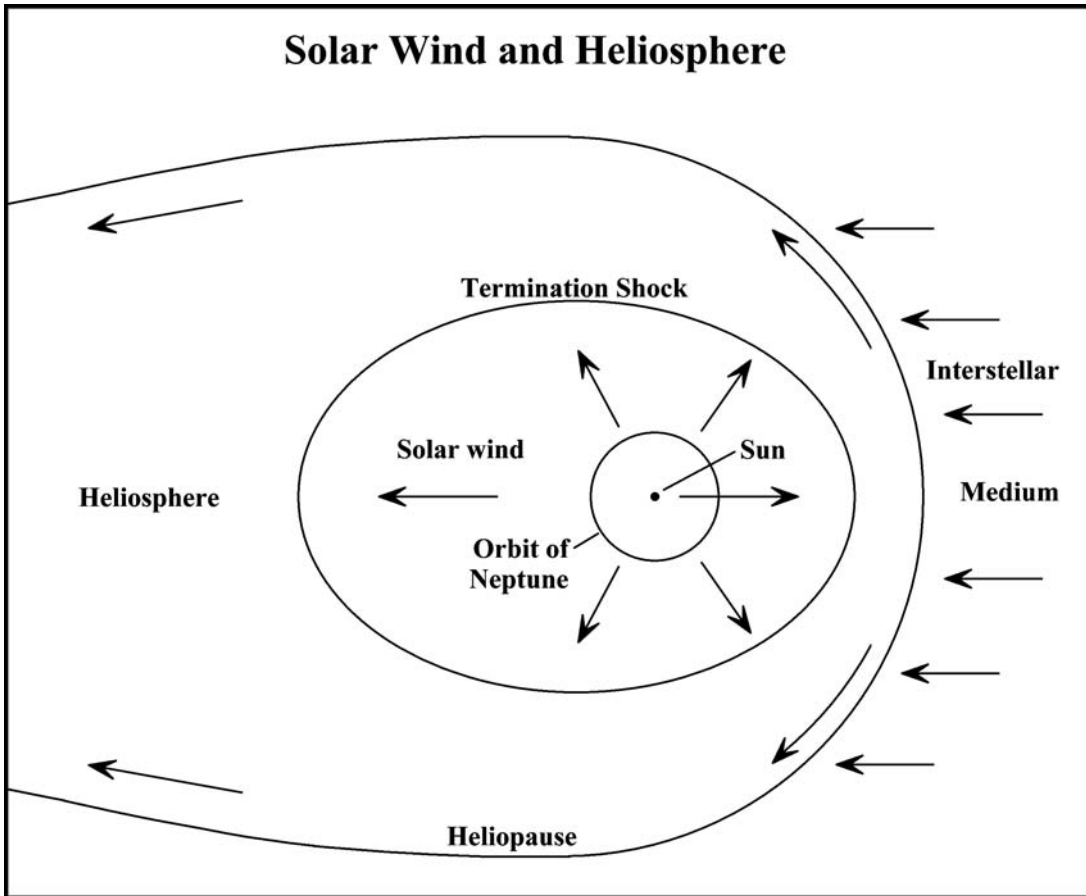 Solar Wind and Heliosphere
Termination Shock
Interstellar
Solar wind
Sun
Heliosphere
Medium
Orbit of
Neptune
Heliopause